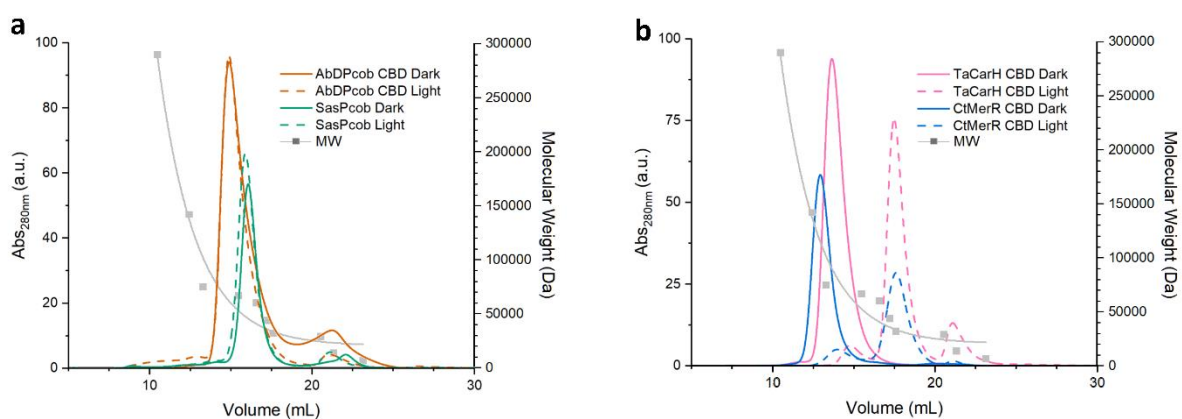 a
100
80
60
40
20
0
Abs280nm (a.u.)
10
20
30
Volume (mL)
300000
250000
200000
150000
100000
50000
0
Molecular Weight (Da)
AbDPcob CBD Dark
AbDPcob CBD Light
SasPcob Dark
SasPcob Light
MW
b
100
75
50
25
0
Abs280nm (a.u.)
10
20
30
Volume (mL)
300000
250000
200000
150000
100000
50000
0
Molecular Weight (Da)
TaCarH CBD Dark
TaCarH CBD Light
CtMerR CBD Dark
CtMerR CBD Light
MW